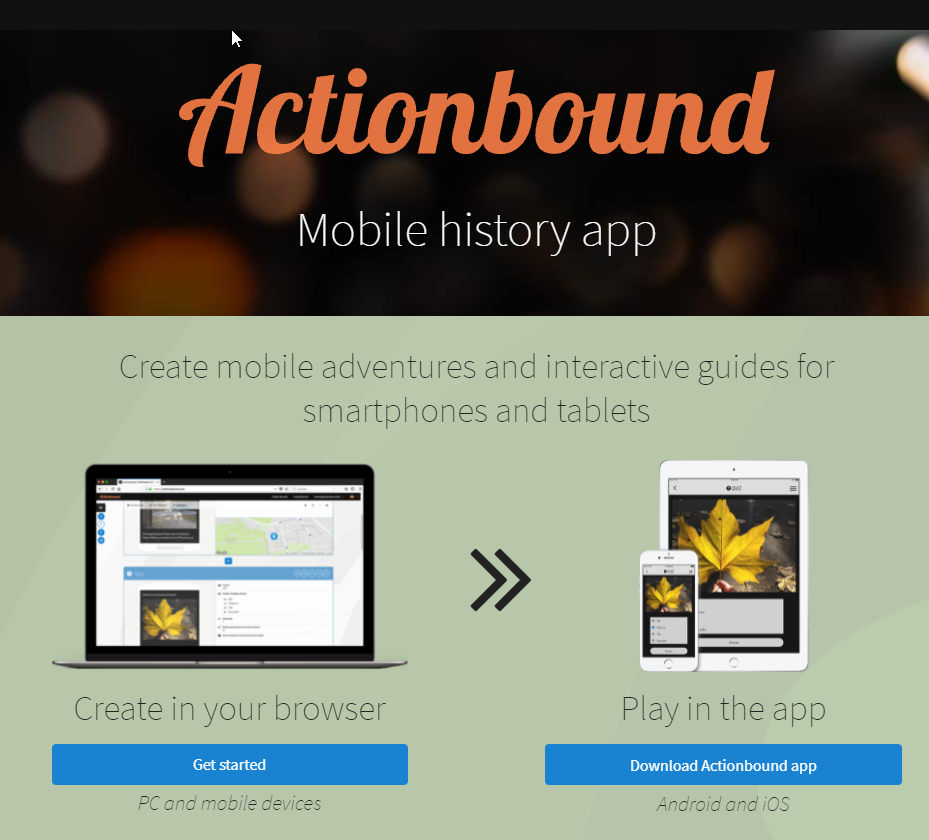 Actionbound
Mobile history app
Create mobile adventures and interactive guides for
smartphones and tablets
QUIZ
Create in your browser
Play in the app
Get started
Download Actionbound app
PC and mobile devices
Android and iOS